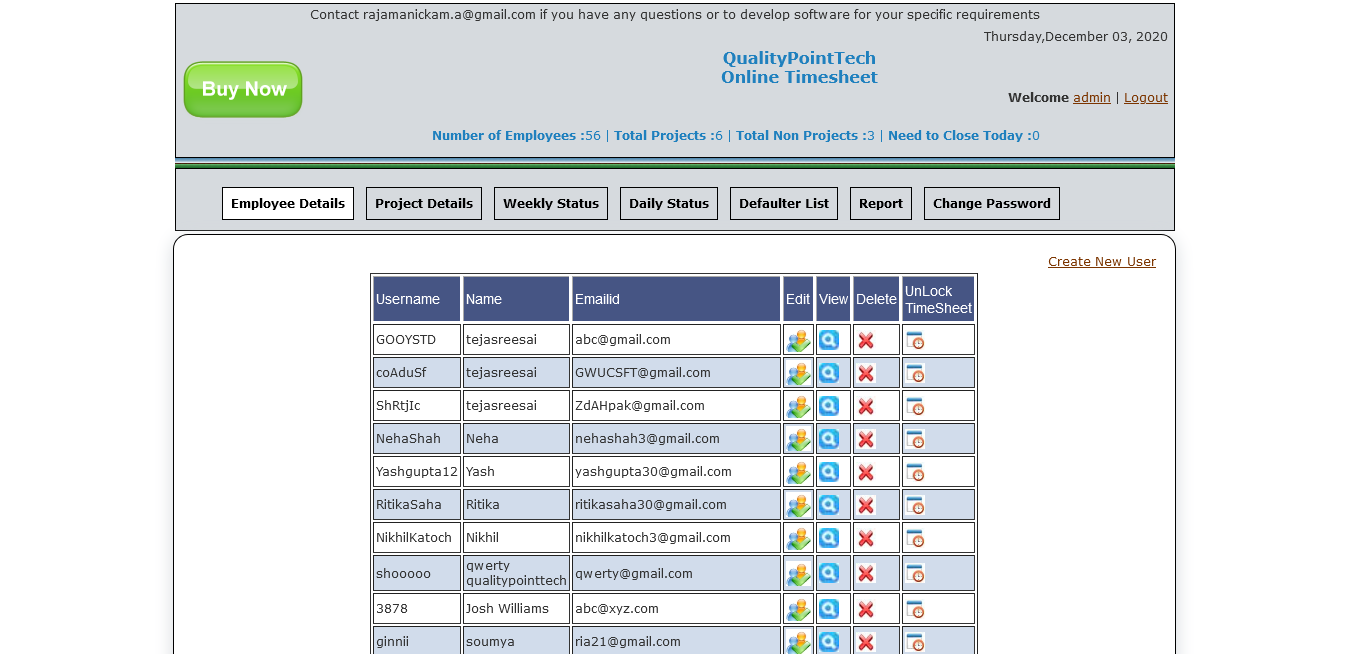 Contact rajamanickam.a@gmail.com if you have any questions or to develop software for your specific requirements
Thursday,December 03, 2020
QualityPointTech
Online Timesheet
Buy Now
Welcome admin | Logout
Number of Employees :56 | Total Projects :6 | Total Non Projects :3 | Need to Close Today :0
Employee Details Project Details Weekly Status Daily Status Defaulter List Report Change Password
Create New User
Username Name Emailid Edit View Delete UnLock TimeSheet
GOOYSTD tejasreesai abc@gmail.com
coAduSf tejasreesai GWUCSFT@gmail.com
ShRtjIc tejasreesai ZdAHpak@gmail.com
NehaShah Neha nehashah3@gmail.com
Yashgupta12 Yash yashgupta30@gmail.com
RitikaSaha Ritika ritikasaha30@gmail.com
NikhilKatoch Nikhil nikhilkatoch3@gmail.com
shooooo qwerty qualitypointtech qwerty@gmail.com
3878 Josh Williams abc@xyz.com
ginnii soumya ria21@gmail.com